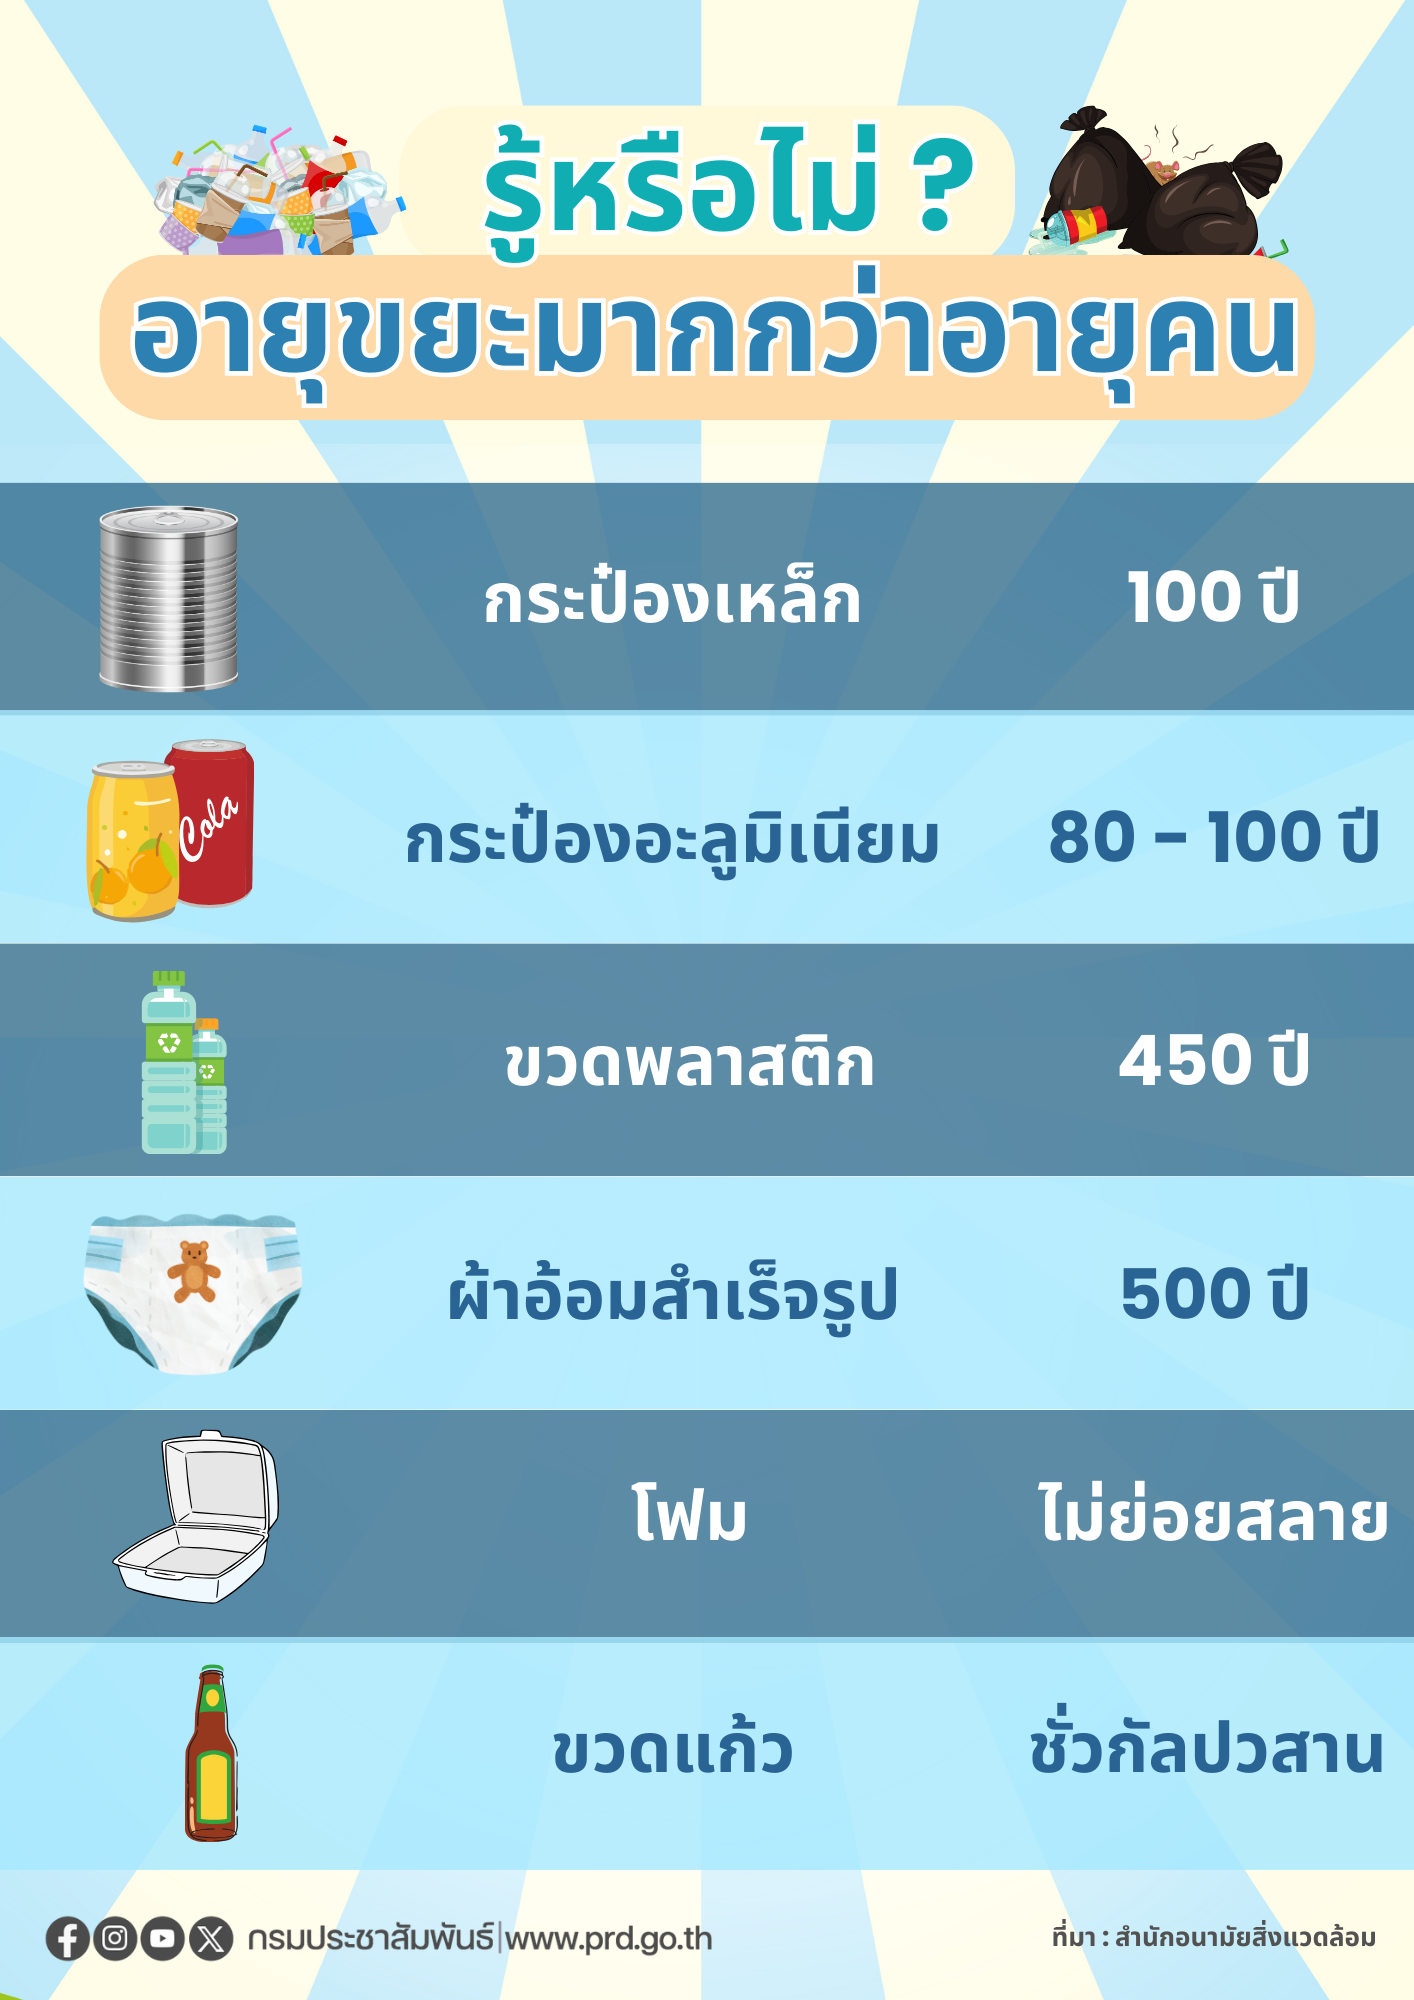 รู้หรือไม่ ?
อายุขยะมากกว่าอายุคน
กระป๋องเหล็ก 100 ปี
Cola
กระป๋องอะลูมิเนียม 80 - 100 ปี
ขวดพลาสติก 450 ปี
ผ้าอ้อมสำเร็จรูป 500 ปี
โฟม ไม่ย่อยสลาย
ขวดแก้ว ชั่วกัลปวสาน
กรมประชาสัมพันธ์|www.prd.go.th
ที่มา : สำนักอนามัยสิ่งแวดล้อม